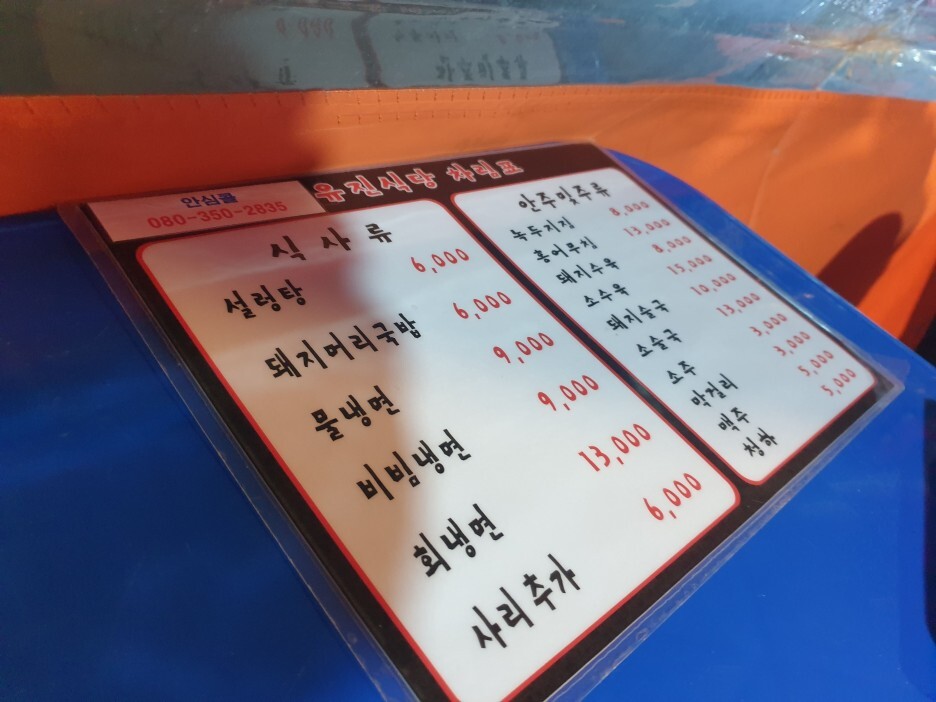 안심콜
080-350-2835
유진식당 차림표
식 사 류
설렁탕 6,000
돼지머리국밥 6,000
물냉면 9,000
비빔냉면 9,000
회냉면 13,000
사리추가 6,000
안주및주류
녹두지짐 8,000
홍어무침 13,000
돼지수육 8,000
소수육 15,000
돼지술국 10,000
소술국 13,000
소주 3,000
막걸리 3,000
맥주 5,000
청하 5,000